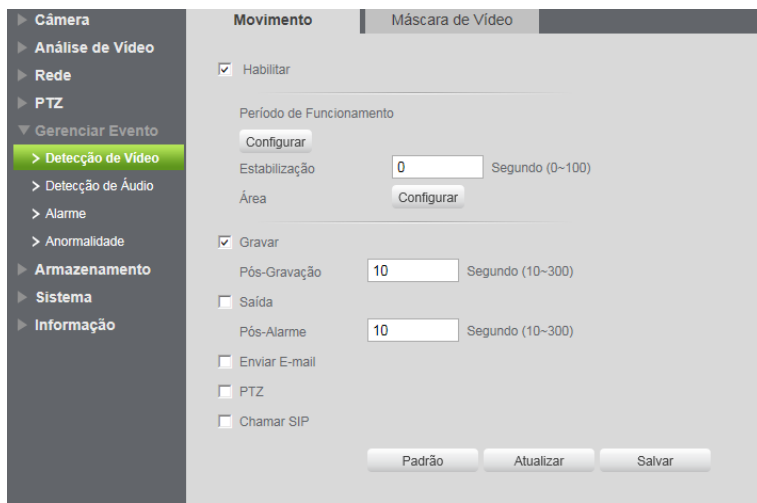 Câmera
Análise de Vídeo
Rede
PTZ
Gerenciar Evento
> Detecção de Vídeo
> Detecção de Áudio
> Alarme
> Anormalidade
Armazenamento
Sistema
Informação
Movimento Máscara de Vídeo
Habilitar
Período de Funcionamento
Configurar
Estabilização 0 Segundo (0~100)
Área Configurar
Gravar
Pós-Gravação 10 Segundo (10~300)
Saída
Pós-Alarme 10 Segundo (10~300)
Enviar E-mail
PTZ
Chamar SIP
Padrão Atualizar Salvar